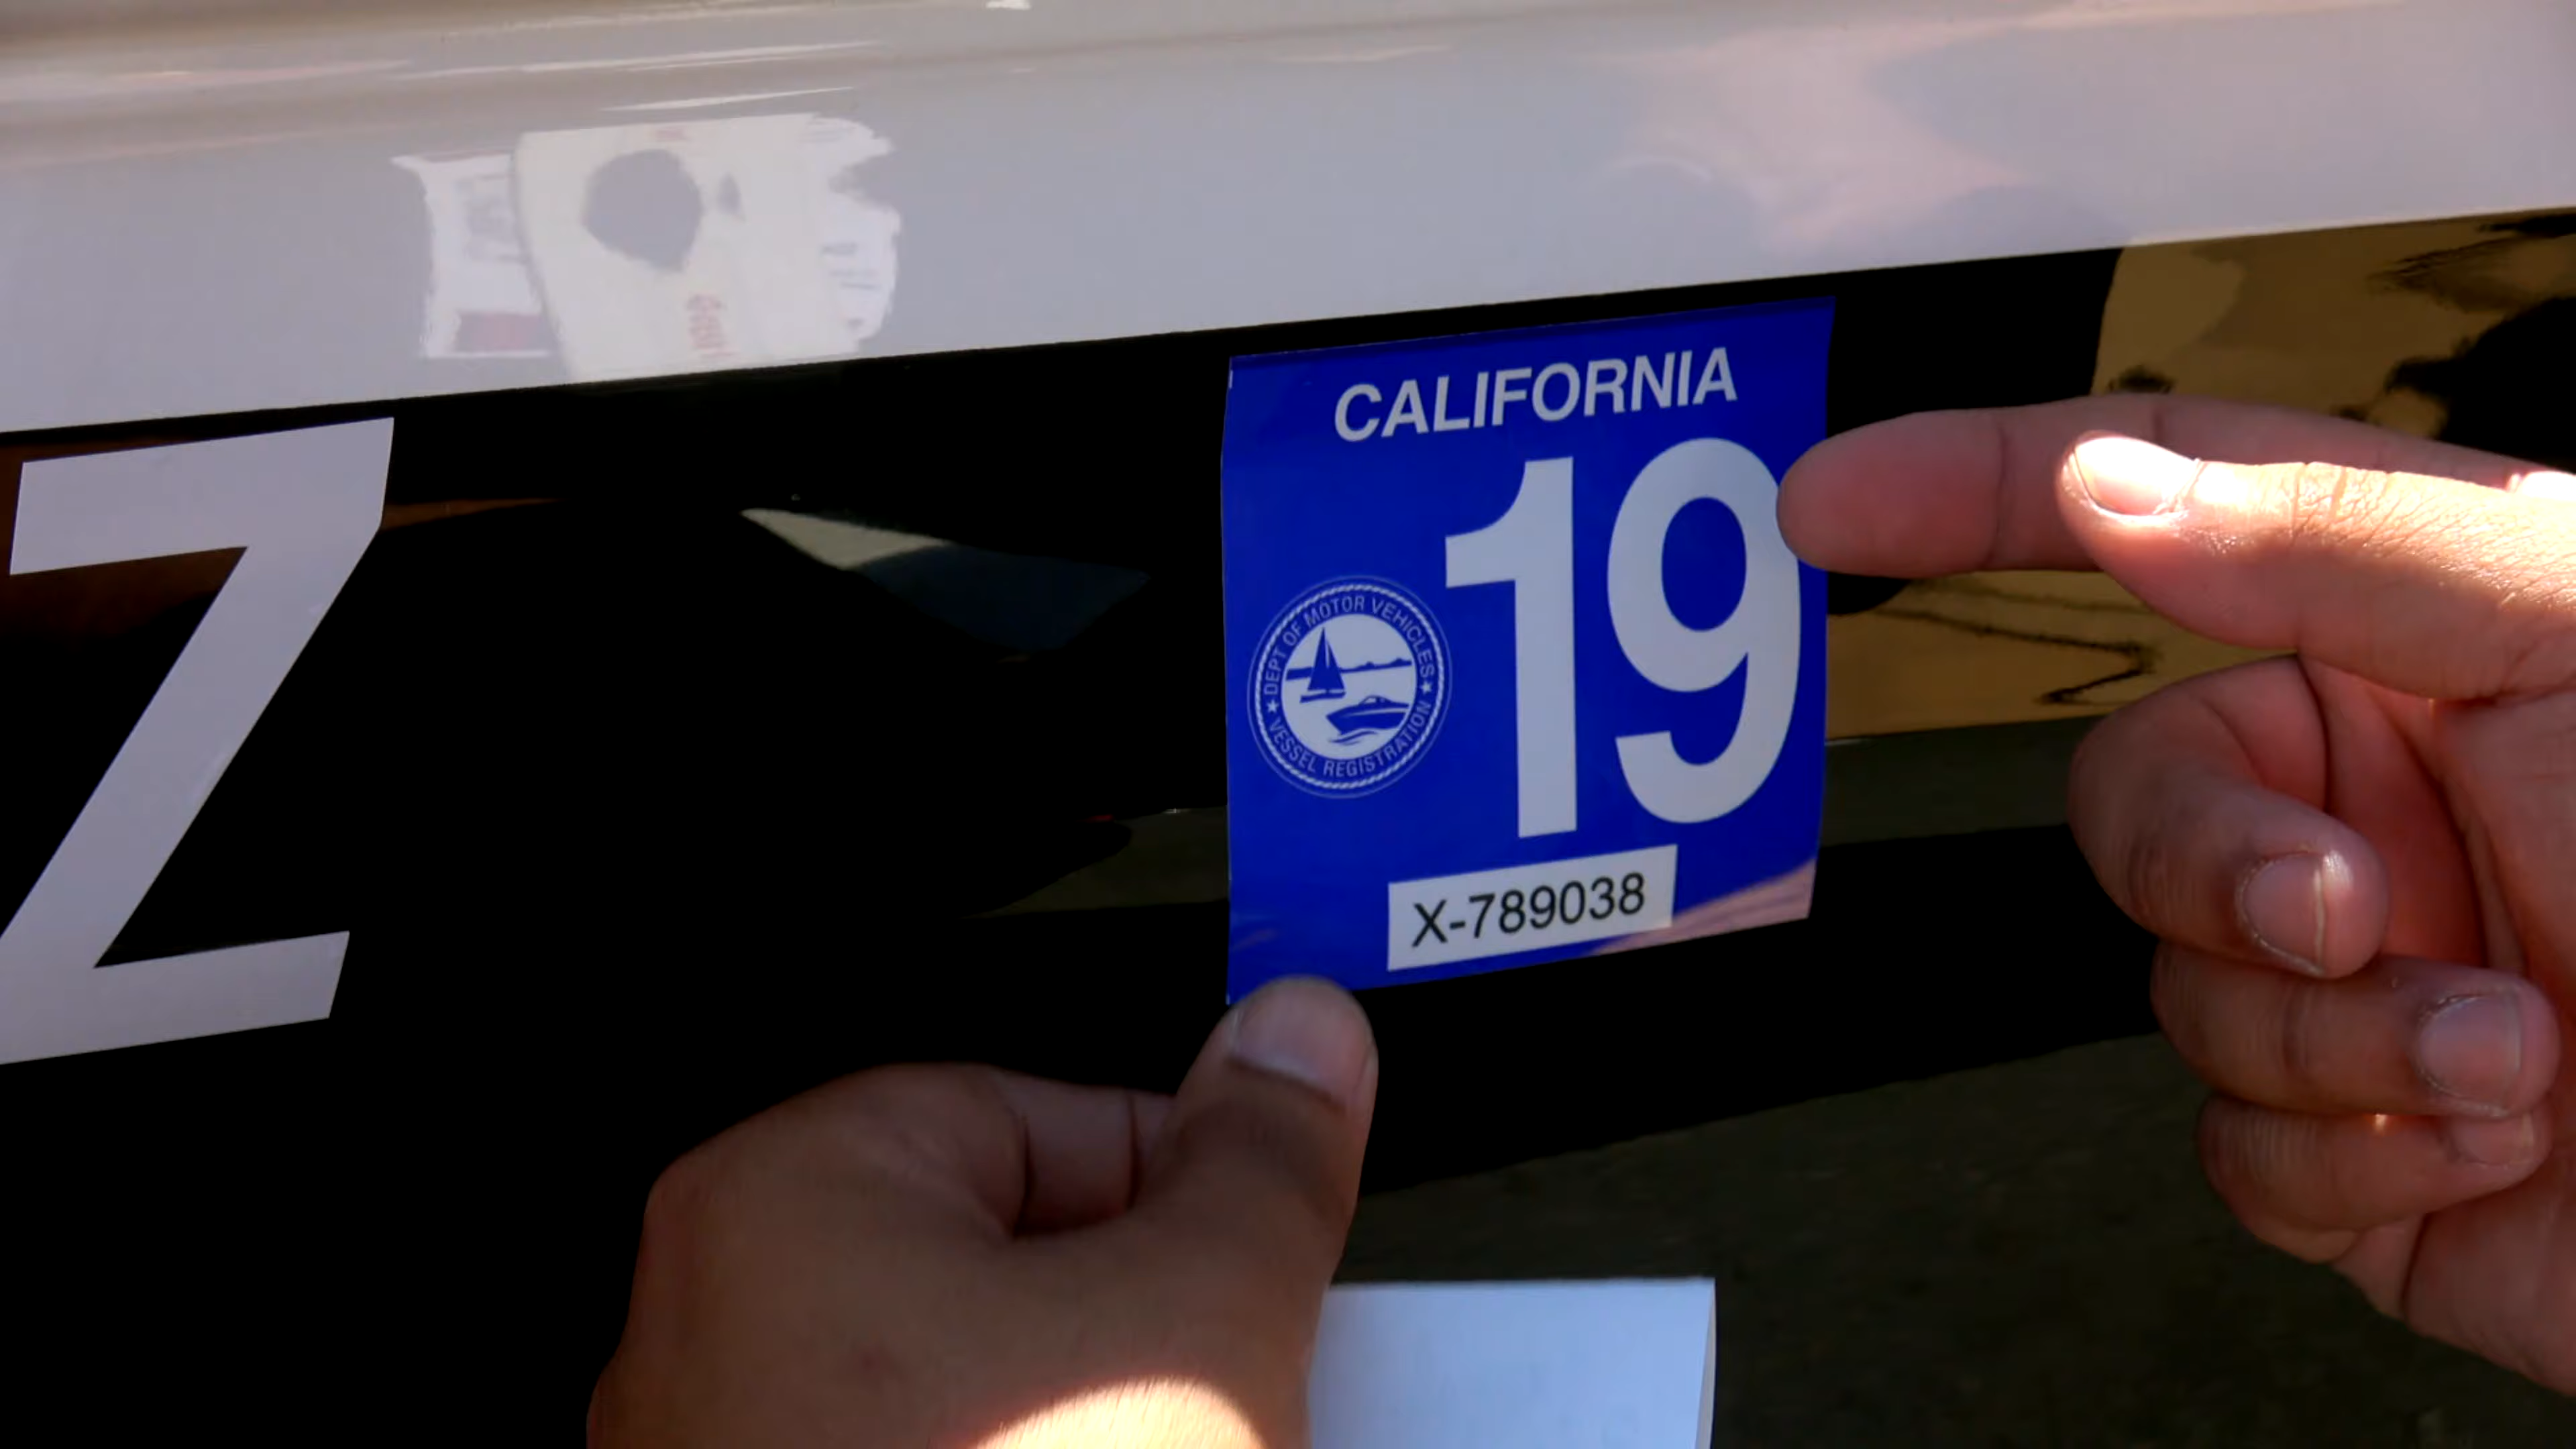 Z
CALIFORNIA
19
DEPT OF MOTOR VEHICLES
★ VESSEL REGISTRATION ★
X-789038